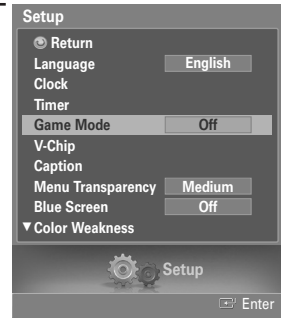 Setup
Return
Language English
Clock
Timer
Game Mode Off
V-Chip
Caption
Menu Transparency Medium
Blue Screen Off
▼Color Weakness
Setup
Enter